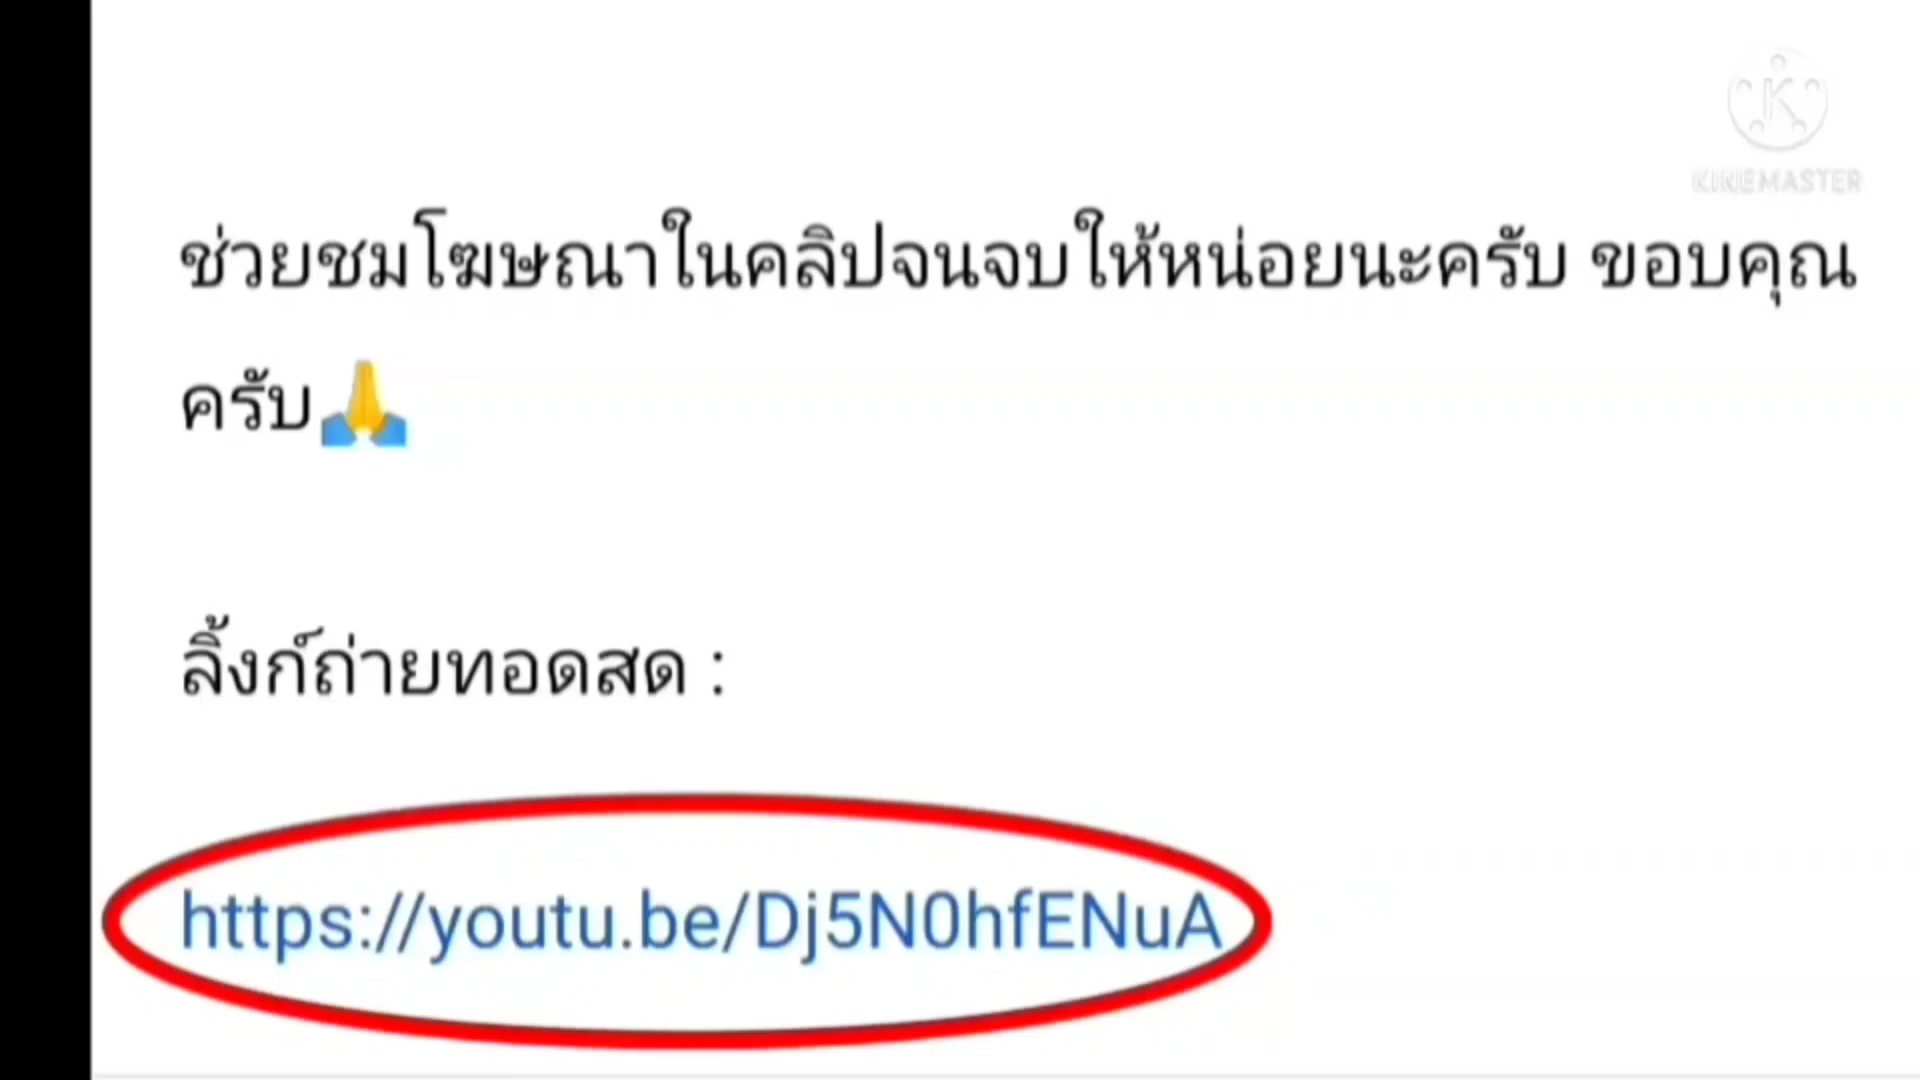 K
KINEMASTER
ช่วยชมโฆษณาในคลิปจนจบให้หน่อยนะครับ ขอบคุณ
ครับ🙏
ลิ้งก์ถ่ายทอดสด :
https://youtu.be/Dj5N0hfENuA